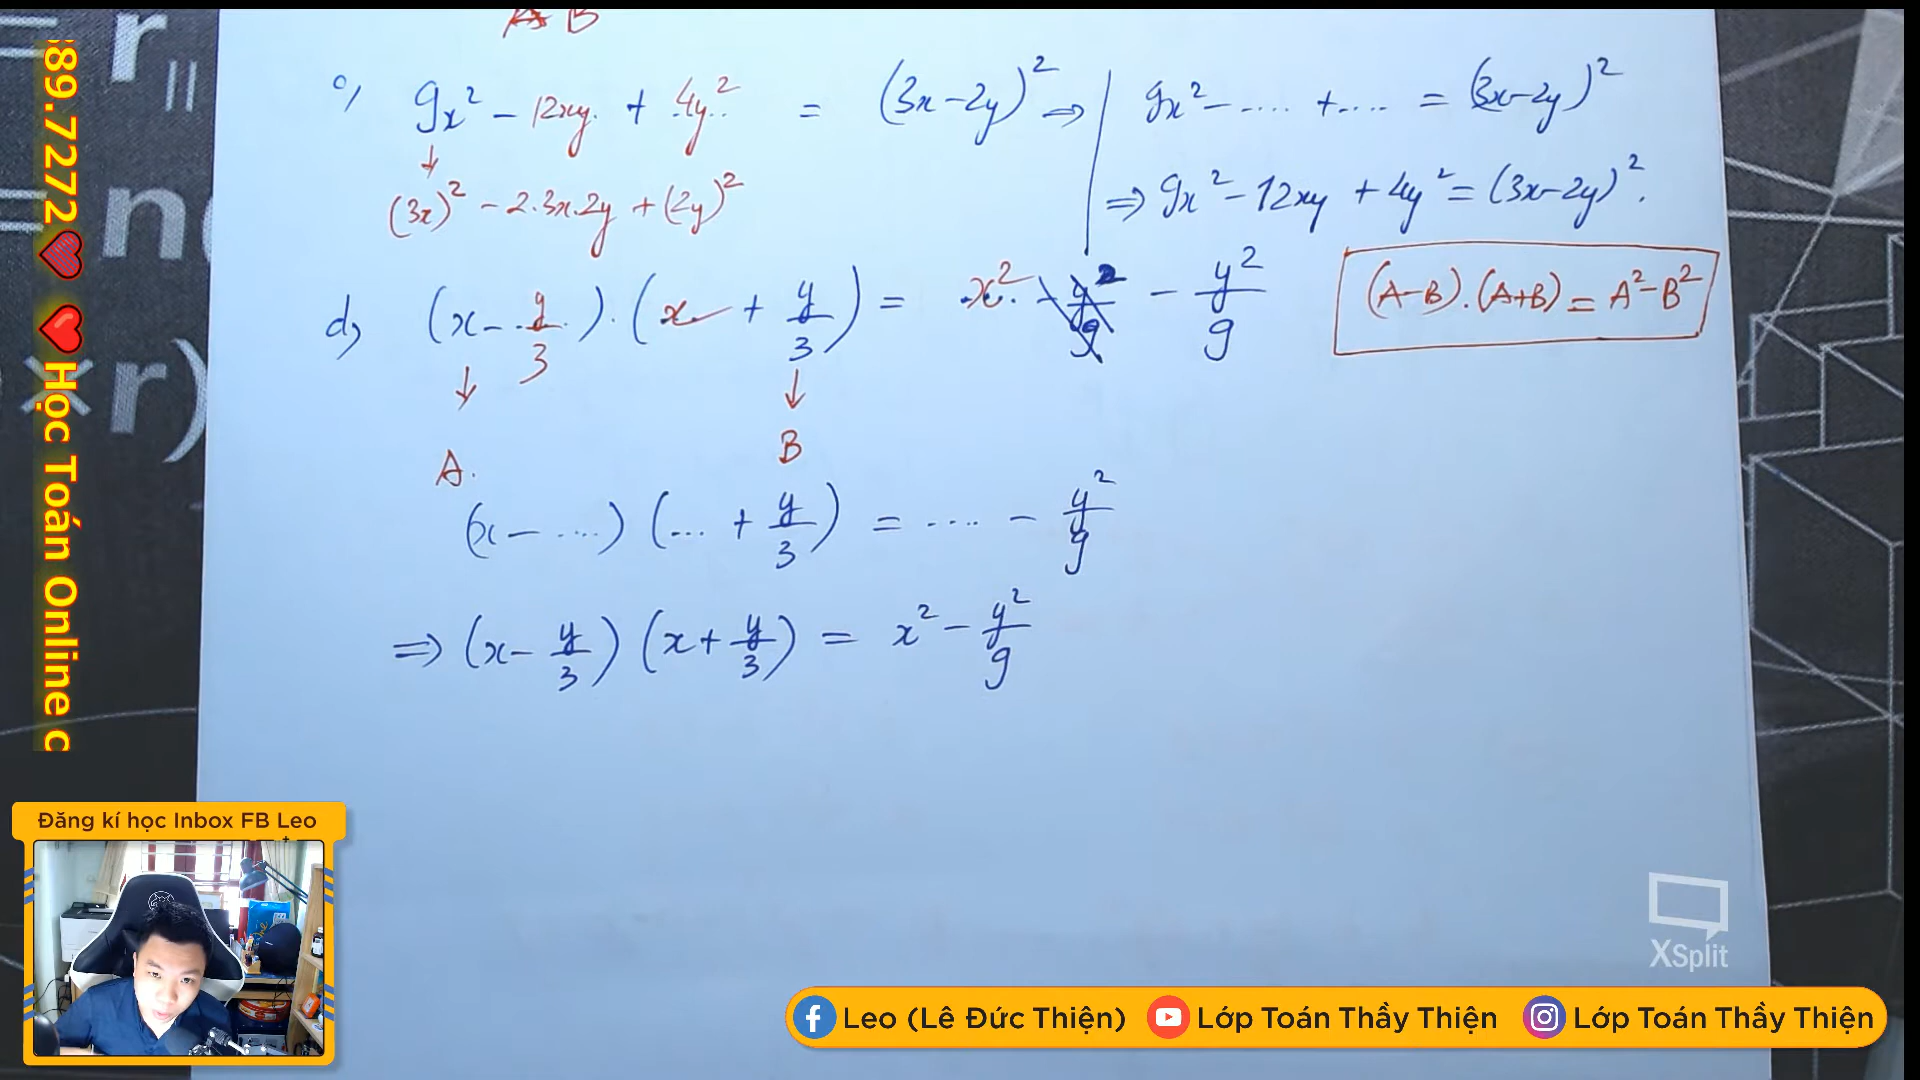 A B
c) 9x² - 12xy + 4y² = (3x-2y)² ⇒
(3x)² - 2.3x.2y + (2y)²
9x² - .... + .... = (3x-2y)²
⇒ 9x² - 12xy + 4y² = (3x-2y)².
d) (x - y/3).(x + y/3) = x² - y²/9 - y²/9
(A-B).(A+B) = A²-B²
A.
B
(x - ....) (... + y/3) = .... - y²/9
⇒ (x - y/3) (x + y/3) = x² - y²/9
89.7272❤️ ❤️Học Toán Online c
= r||
= n
r)
Đăng kí học Inbox FB Leo
XSplit
Leo (Lê Đức Thiện) Lớp Toán Thầy Thiện Lớp Toán Thầy Thiện